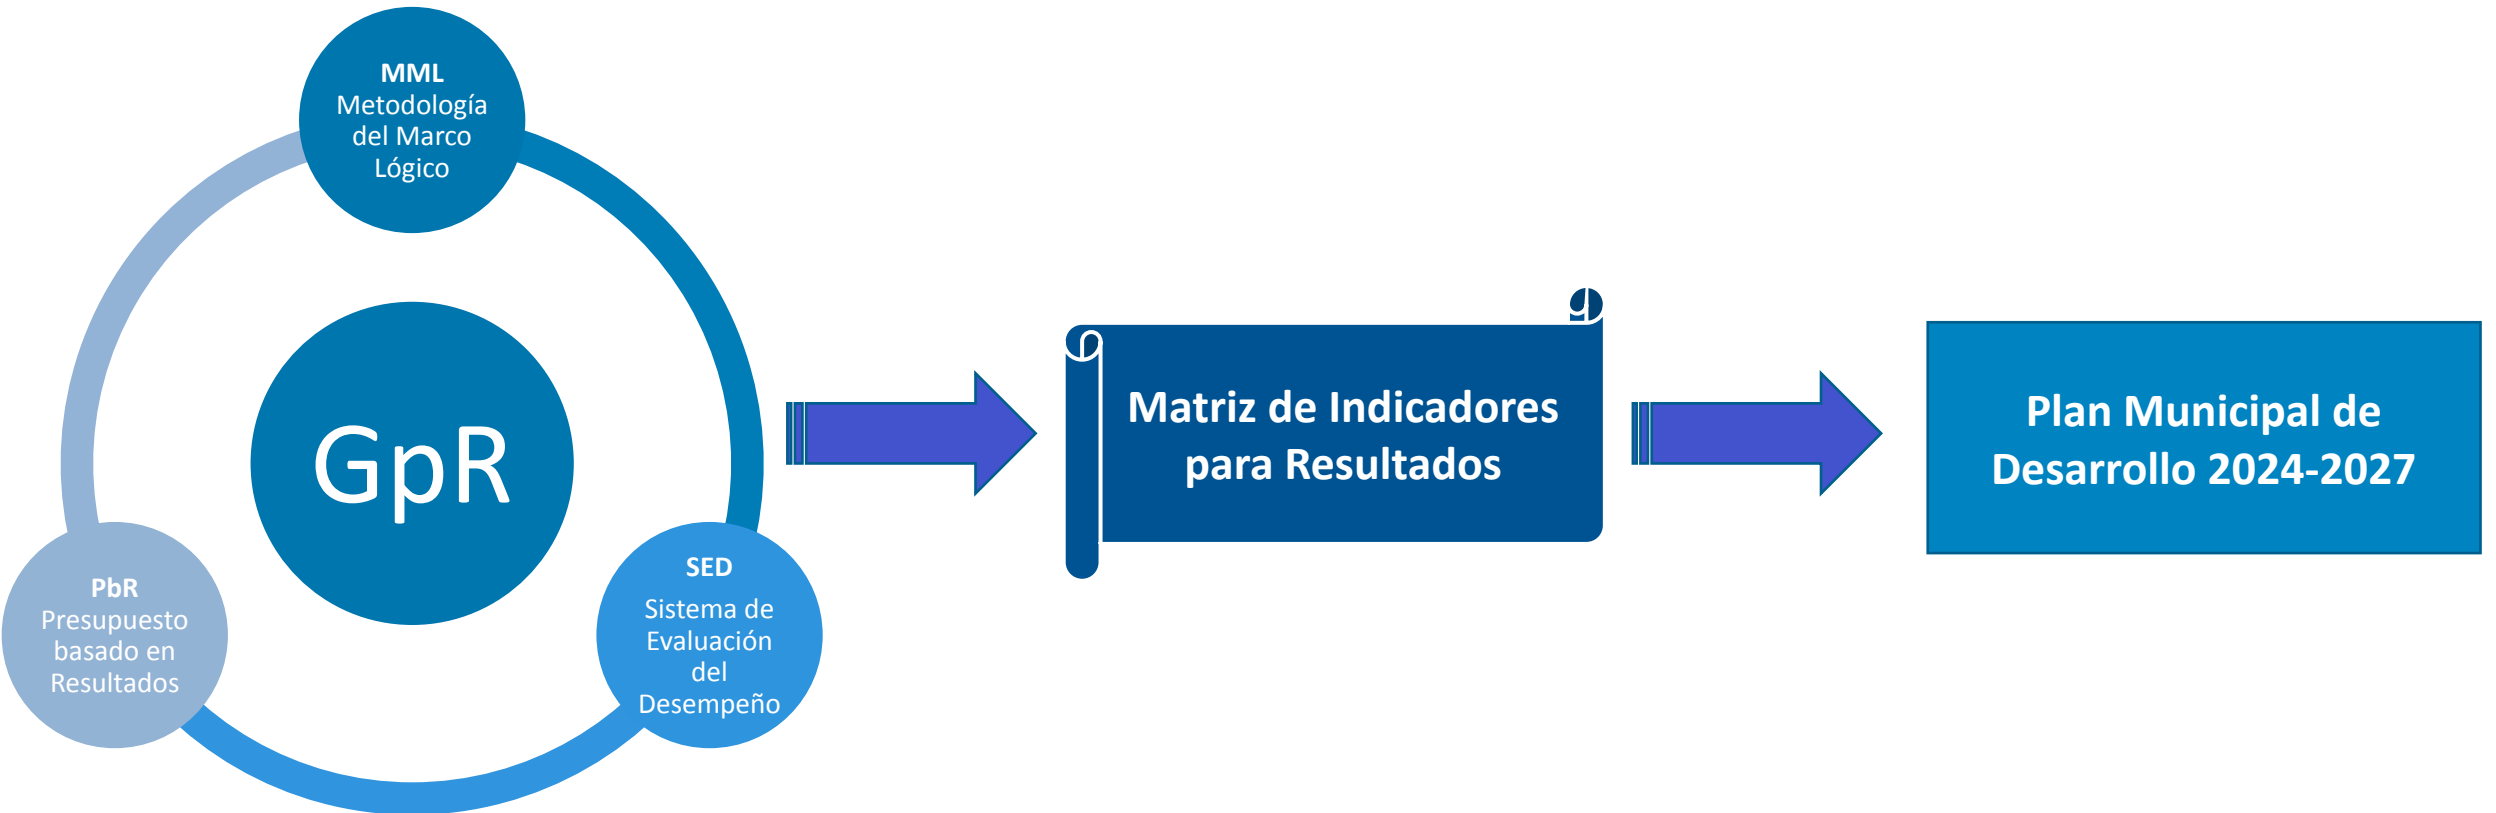 MML
Metodología
del Marco
Lógico
GpR
PbR
Presupuesto
basado en
Resultados
SED
Sistema de
Evaluación
del
Desempeño
Matriz de Indicadores
para Resultados
Plan Municipal de
Desarrollo 2024-2027